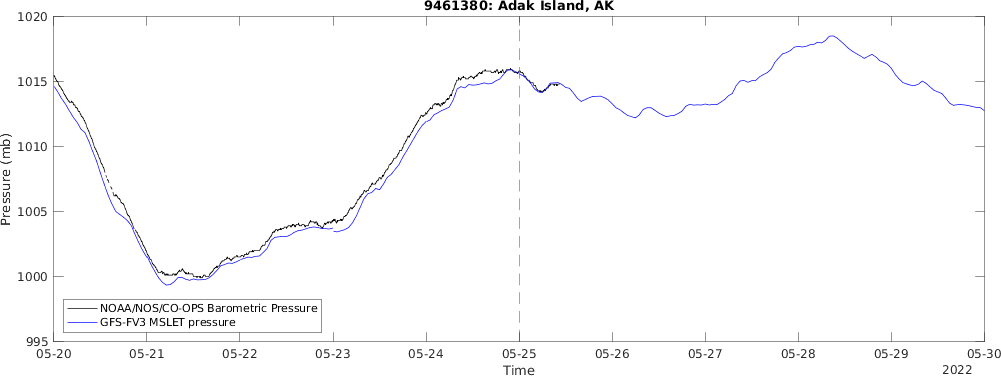 9461380: Adak Island, AK
1020
1015
1010
1005
1000
995
Pressure (mb)
NOAA/NOS/CO-OPS Barometric Pressure
GFS-FV3 MSLET pressure
05-20 05-21 05-22 05-23 05-24 05-25 05-26 05-27 05-28 05-29 05-30
Time
2022